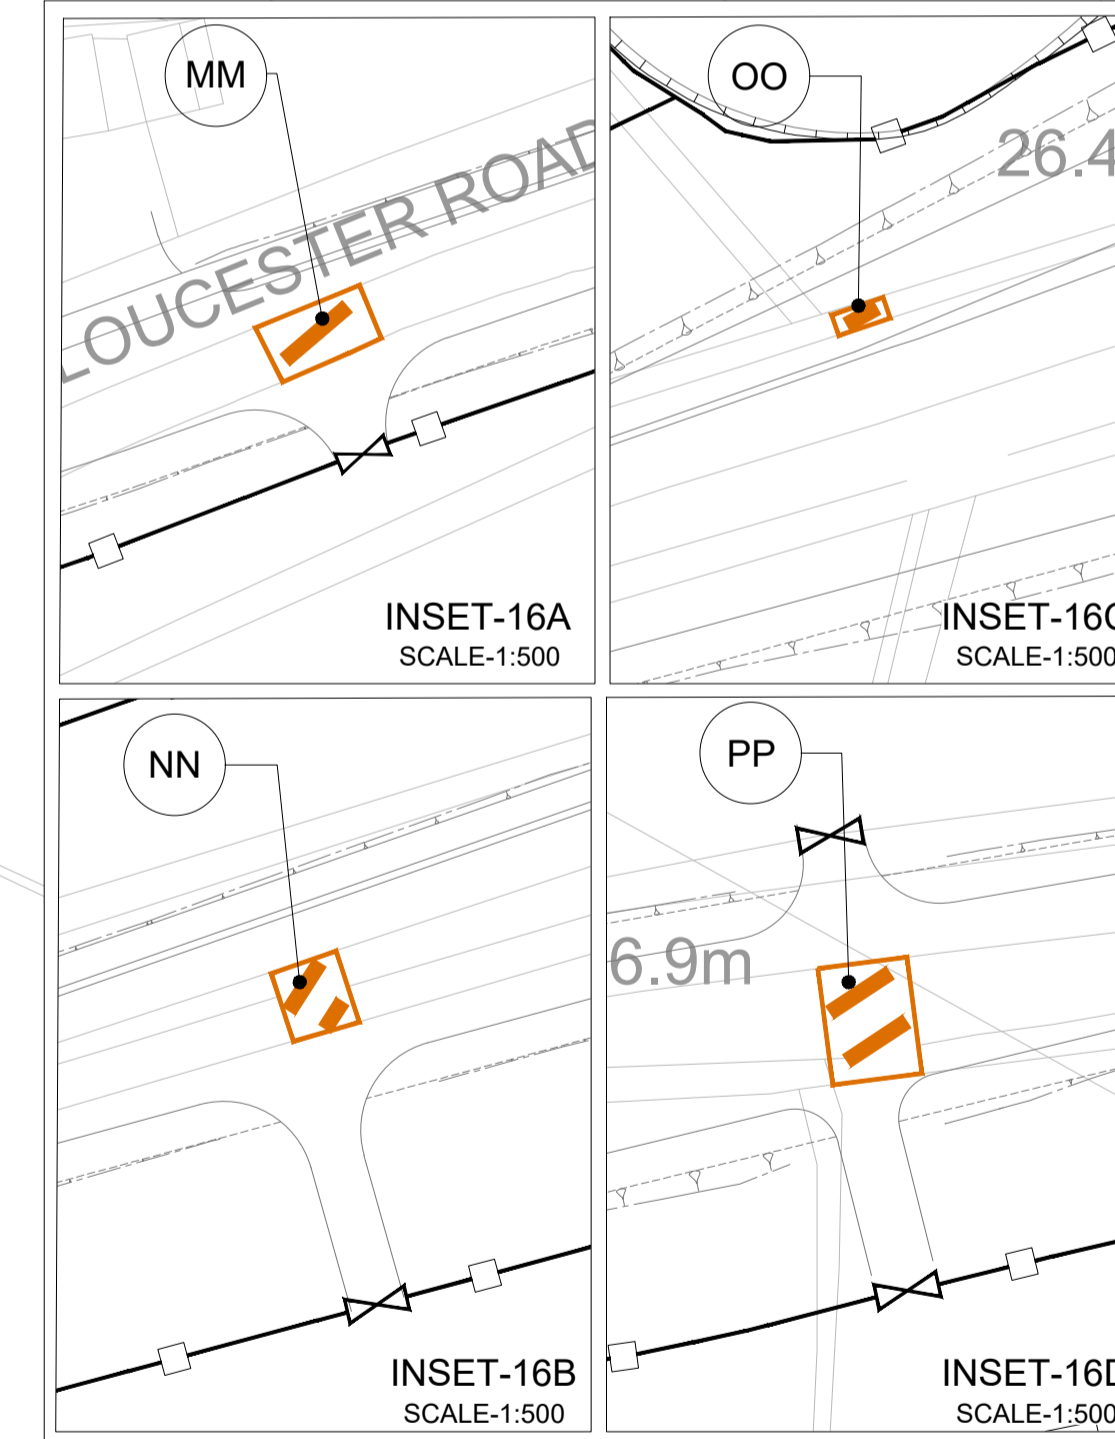 MM
LOUCESTER ROAD
INSET-16A
SCALE-1:500
OO
26.4
INSET-16C
SCALE-1:500
NN
INSET-16B
SCALE-1:500
PP
6.9m
INSET-16D
SCALE-1:500